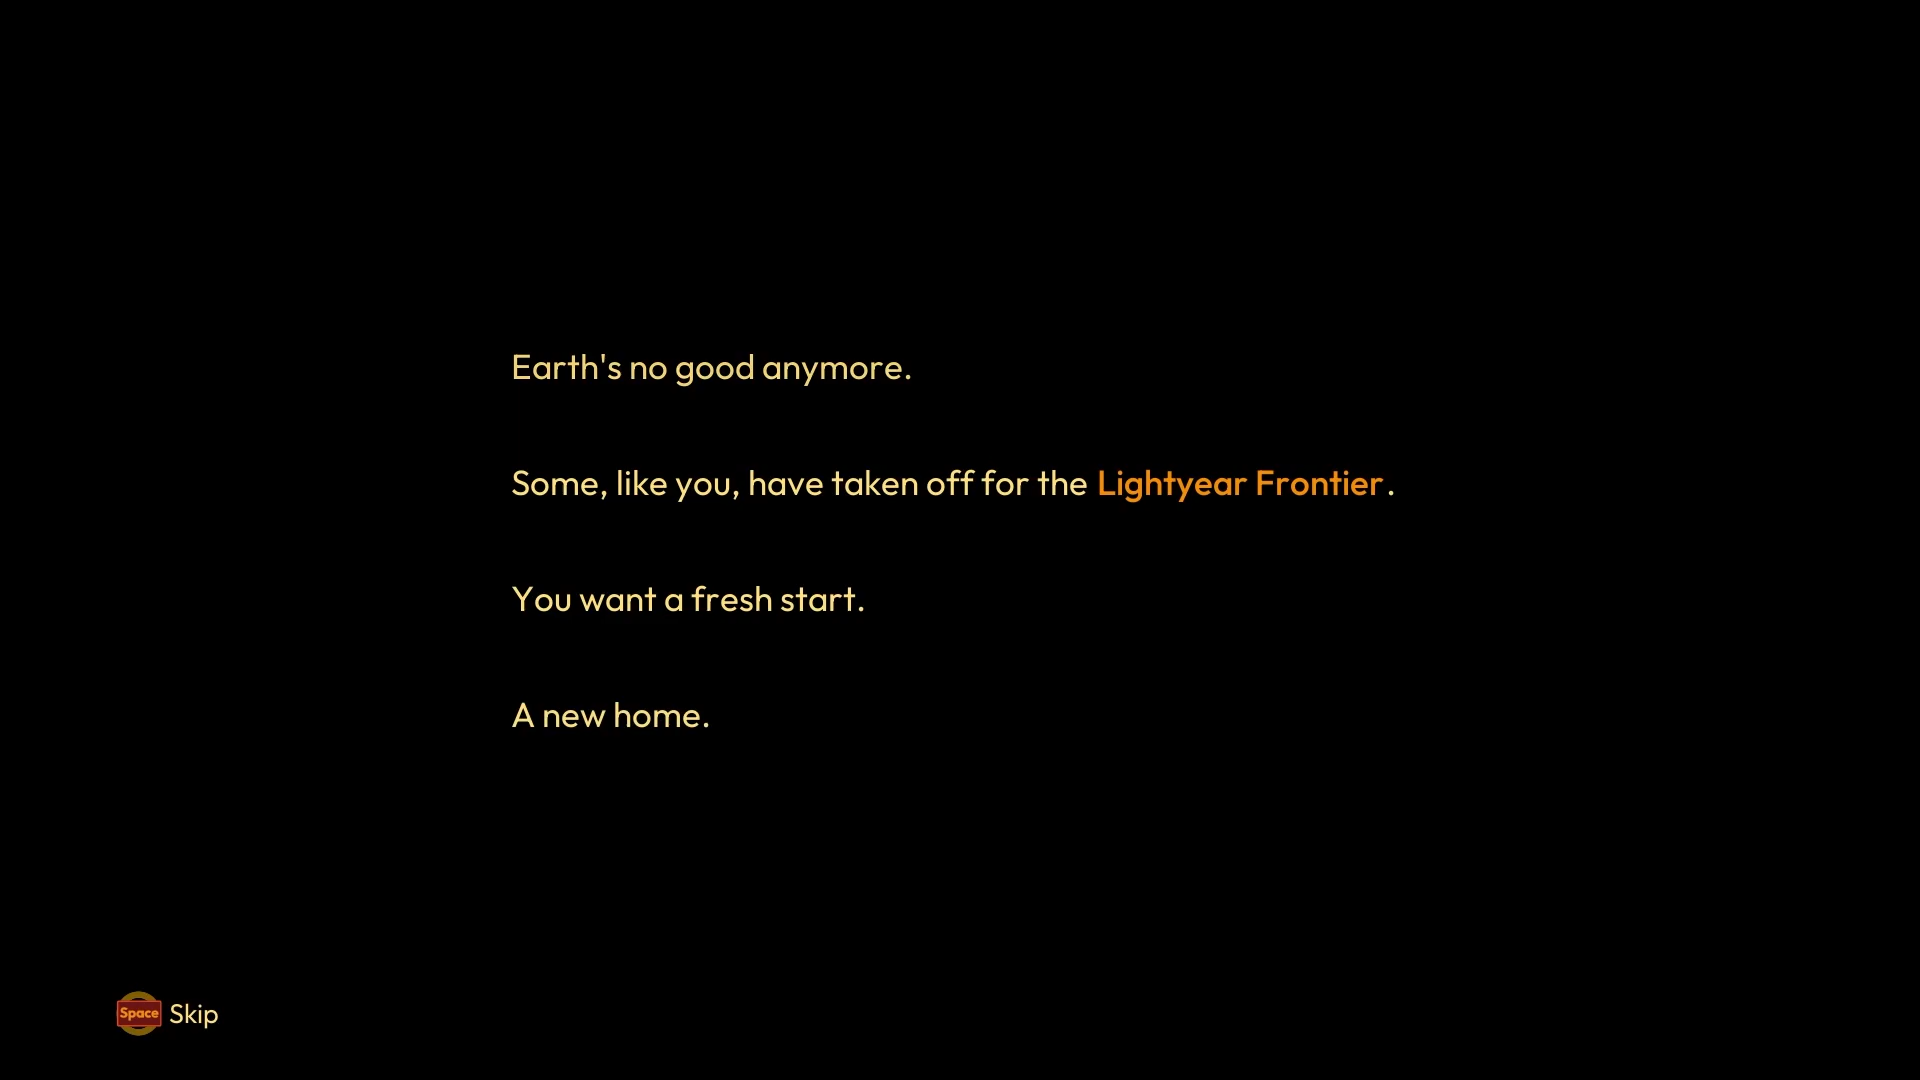 Earth's no good anymore.
Some, like you, have taken off for the Lightyear Frontier.
You want a fresh start.
A new home.
Space Skip